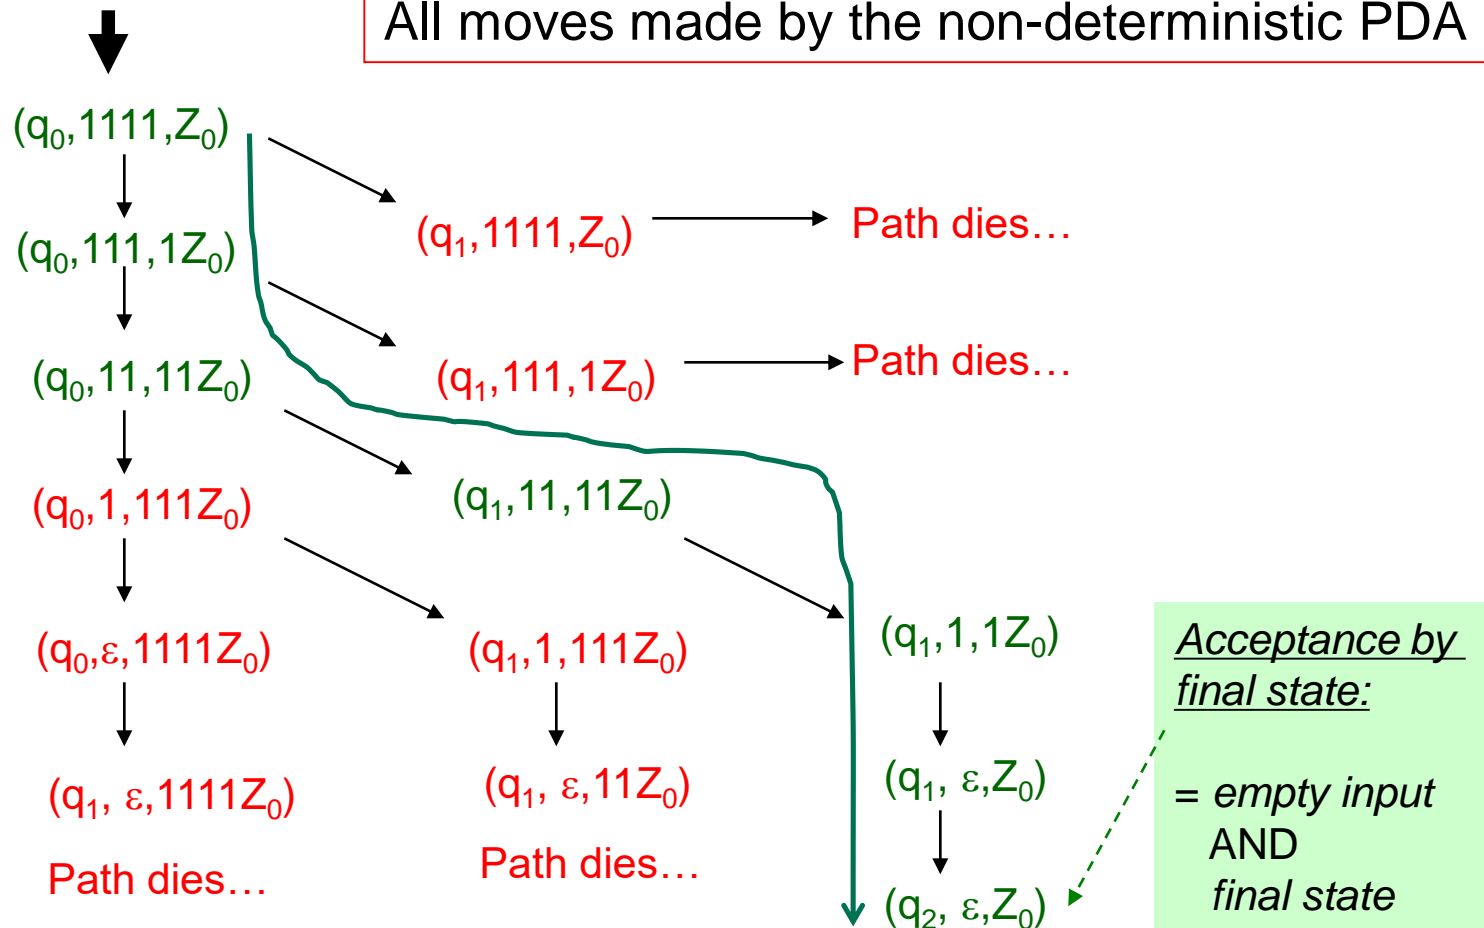 All moves made by the non-deterministic PDA
(q₀,1111,Z₀)
(q₁,1111,Z₀) Path dies…
(q₀,111,1Z₀)
(q₁,111,1Z₀) Path dies…
(q₀,11,11Z₀)
(q₁,11,11Z₀)
(q₀,1,111Z₀)
(q₀,ε,1111Z₀) (q₁,1,111Z₀) (q₁,1,1Z₀)
(q₁, ε,1111Z₀) (q₁, ε,11Z₀) (q₁, ε,Z₀)
Path dies… Path dies…
(q₂, ε,Z₀)
Acceptance by
final state:
= empty input
AND
final state